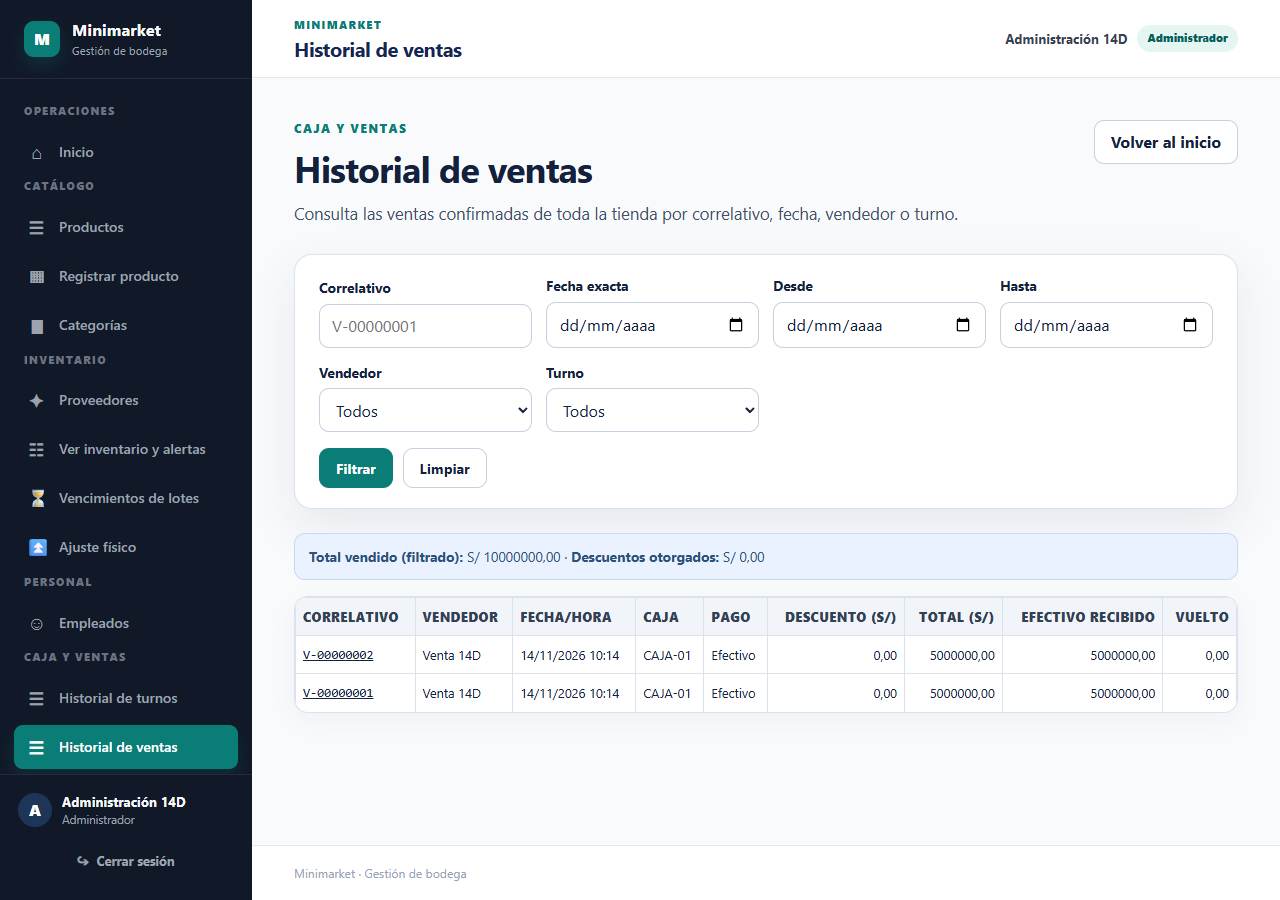 M
Minimarket
Gestión de bodega
OPERACIONES
Inicio
CATÁLOGO
Productos
Registrar producto
Categorías
INVENTARIO
Proveedores
Ver inventario y alertas
Vencimientos de lotes
Ajuste físico
PERSONAL
Empleados
CAJA Y VENTAS
Historial de turnos
Historial de ventas
A
Administración 14D
Administrador
Cerrar sesión
MINIMARKET
Historial de ventas
Administración 14D Administrador
CAJA Y VENTAS
Historial de ventas
Volver al inicio
Consulta las ventas confirmadas de toda la tienda por correlativo, fecha, vendedor o turno.
Correlativo Fecha exacta Desde Hasta
V-00000001 dd/mm/aaaa dd/mm/aaaa dd/mm/aaaa
Vendedor Turno
Todos Todos
Filtrar Limpiar
Total vendido (filtrado): S/ 10000000,00 · Descuentos otorgados: S/ 0,00
CORRELATIVO VENDEDOR FECHA/HORA CAJA PAGO DESCUENTO (S/) TOTAL (S/) EFECTIVO RECIBIDO VUELTO
V-00000002 Venta 14D 14/11/2026 10:14 CAJA-01 Efectivo 0,00 5000000,00 5000000,00 0,00
V-00000001 Venta 14D 14/11/2026 10:14 CAJA-01 Efectivo 0,00 5000000,00 5000000,00 0,00
Minimarket · Gestión de bodega